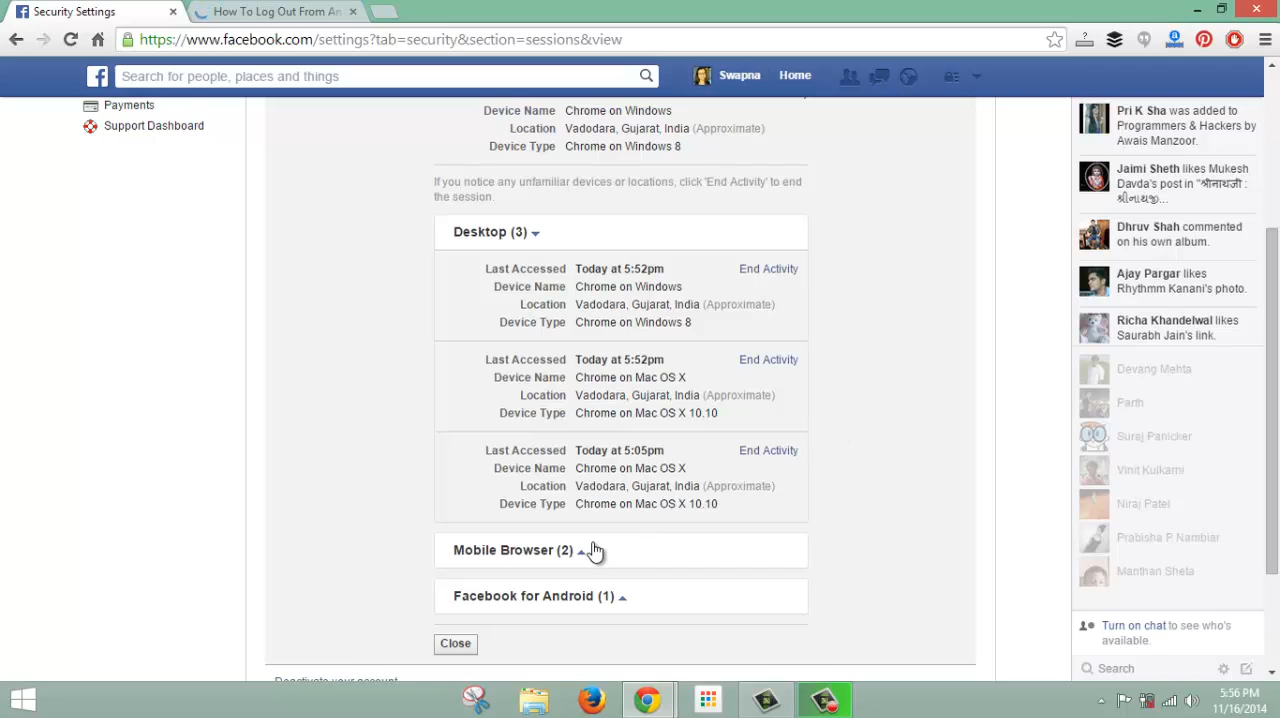 Security Settings
How To Log Out From An
https://www.facebook.com/settings?tab=security&section=sessions&view
Search for people, places and things
Swapna
Home
Payments
Support Dashboard
Device Name Chrome on Windows
Location Vadodara, Gujarat, India (Approximate)
Device Type Chrome on Windows 8
If you notice any unfamiliar devices or locations, click 'End Activity' to end
the session.
Desktop (3)
Last Accessed Today at 5:52pm End Activity
Device Name Chrome on Windows
Location Vadodara, Gujarat, India (Approximate)
Device Type Chrome on Windows 8
Last Accessed Today at 5:52pm End Activity
Device Name Chrome on Mac OS X
Location Vadodara, Gujarat, India (Approximate)
Device Type Chrome on Mac OS X 10.10
Last Accessed Today at 5:05pm End Activity
Device Name Chrome on Mac OS X
Location Vadodara, Gujarat, India (Approximate)
Device Type Chrome on Mac OS X 10.10
Mobile Browser (2)
Facebook for Android (1)
Close
Deactivate your account.
Pri K Sha was added to
Programmers & Hackers by
Awais Manzoor.
Jaimi Sheth likes Mukesh
Davda's post in "श्रीनाथजी :
श्रीनाथ...
Dhruv Shah commented
on his own album.
Ajay Pargar likes
Rhythmm Kanani's photo.
Richa Khandelwal likes
Saurabh Jain's link.
Devang Mehta
Parth
Suraj Panicker
Vinit Kulkarni
Niraj Patel
Prabisha P. Nambiar
Manthan Sheta
Turn on chat to see who's
available.
Search
5:56 PM
11/16/2014